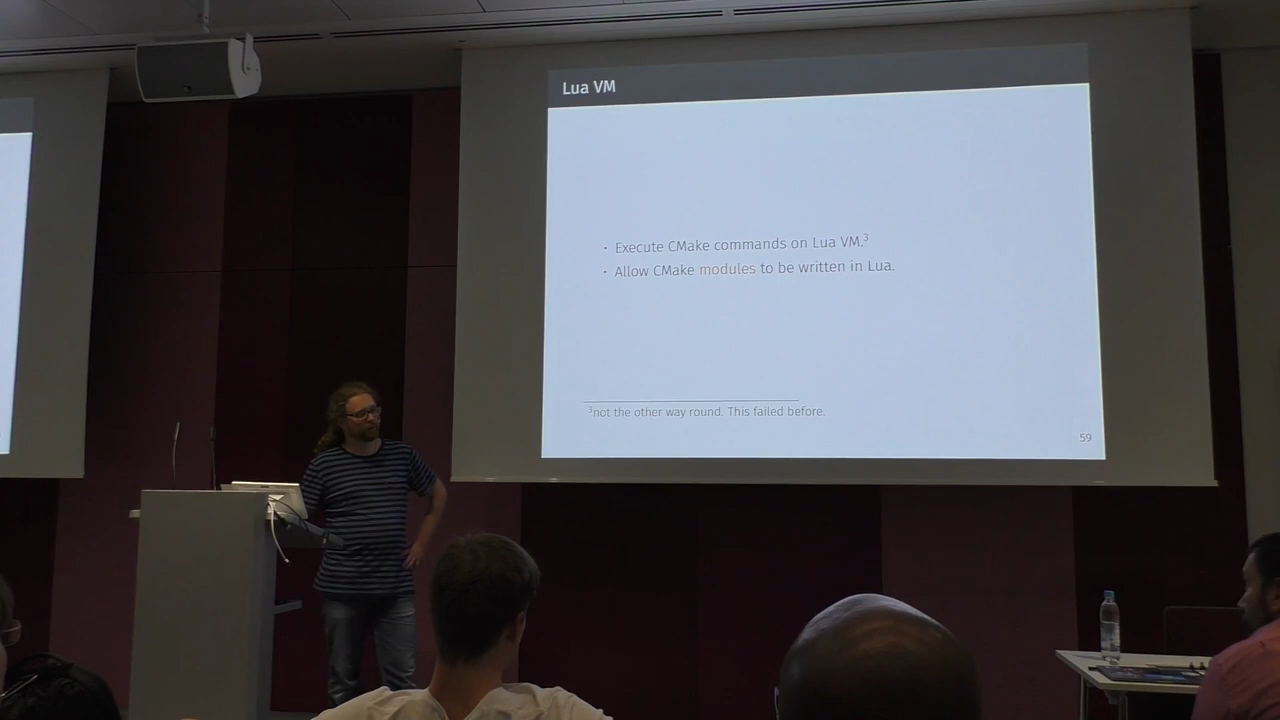 Lua VM
· Execute CMake commands on Lua VM.³
· Allow CMake modules to be written in Lua.
³not the other way round. This failed before.
59